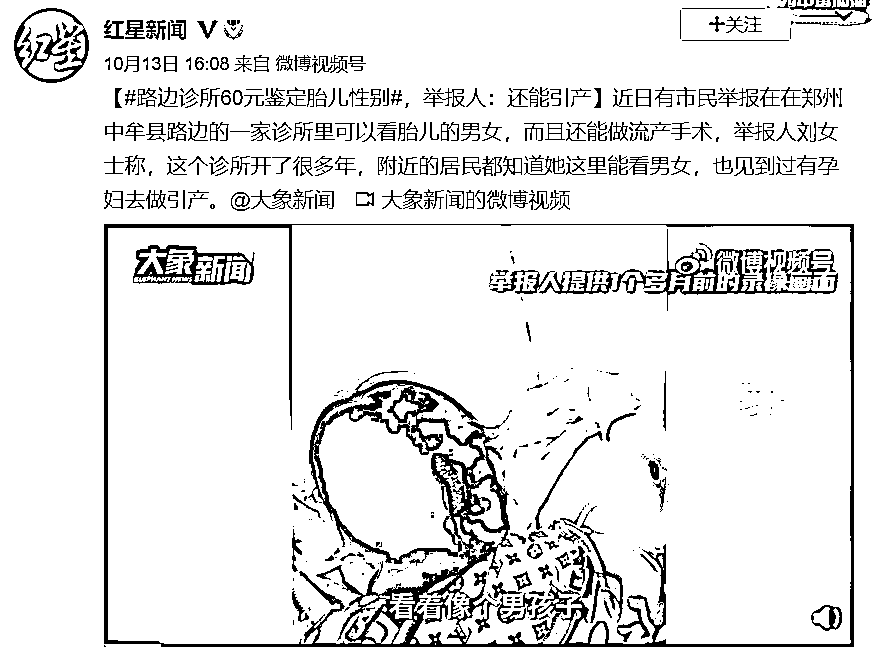 红星新闻
十关注
10月13日 16:08 来自 微博视频号
【#路边诊所60元鉴定胎儿性别#，举报人：还能引产】近日有市民举报在在郑州
中牟县路边的一家诊所里可以看胎儿的男女，而且还能做流产手术，举报人刘女
士称，这个诊所开了很多年，附近的居民都知道她这里能看男女，也见到过有孕
妇去做引产。@大象新闻 大象新闻的微博视频
大象新闻
微博视频号
举报人提供1个多月前的录像画面
看着像个男孩子